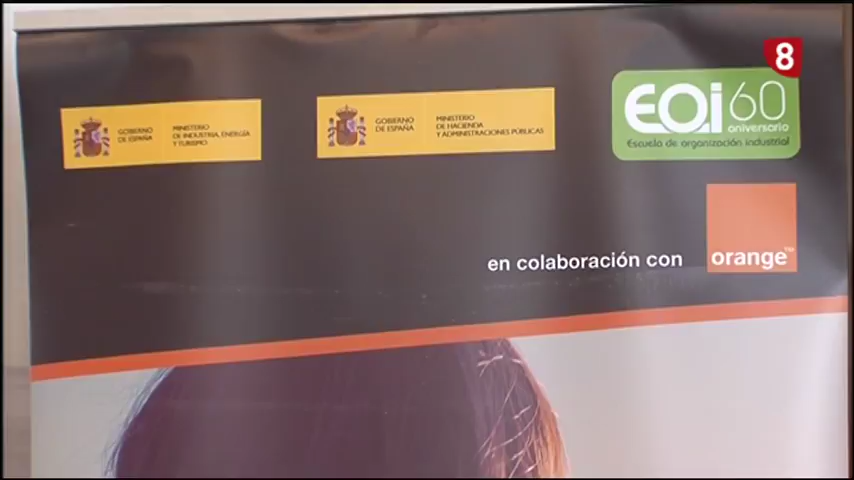 8
GOBIERNO
DE ESPAÑA
MINISTERIO
DE INDUSTRIA, ENERGÍA
Y TURISMO
GOBIERNO
DE ESPAÑA
MINISTERIO
DE HACIENDA
Y ADMINISTRACIONES PÚBLICAS
EOi 60
aniversario
Escuela de organización industrial
en colaboración con
orange™